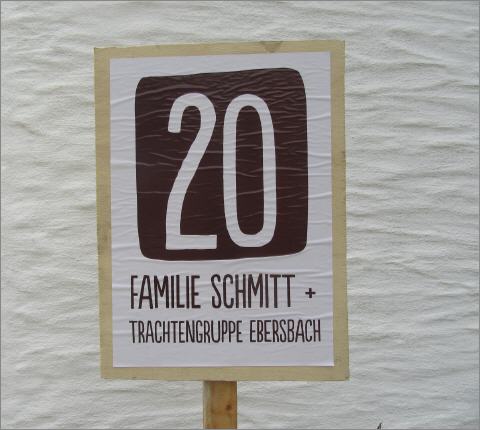 20
FAMILIE SCHMITT +
TRACHTENGRUPPE EBERSBACH